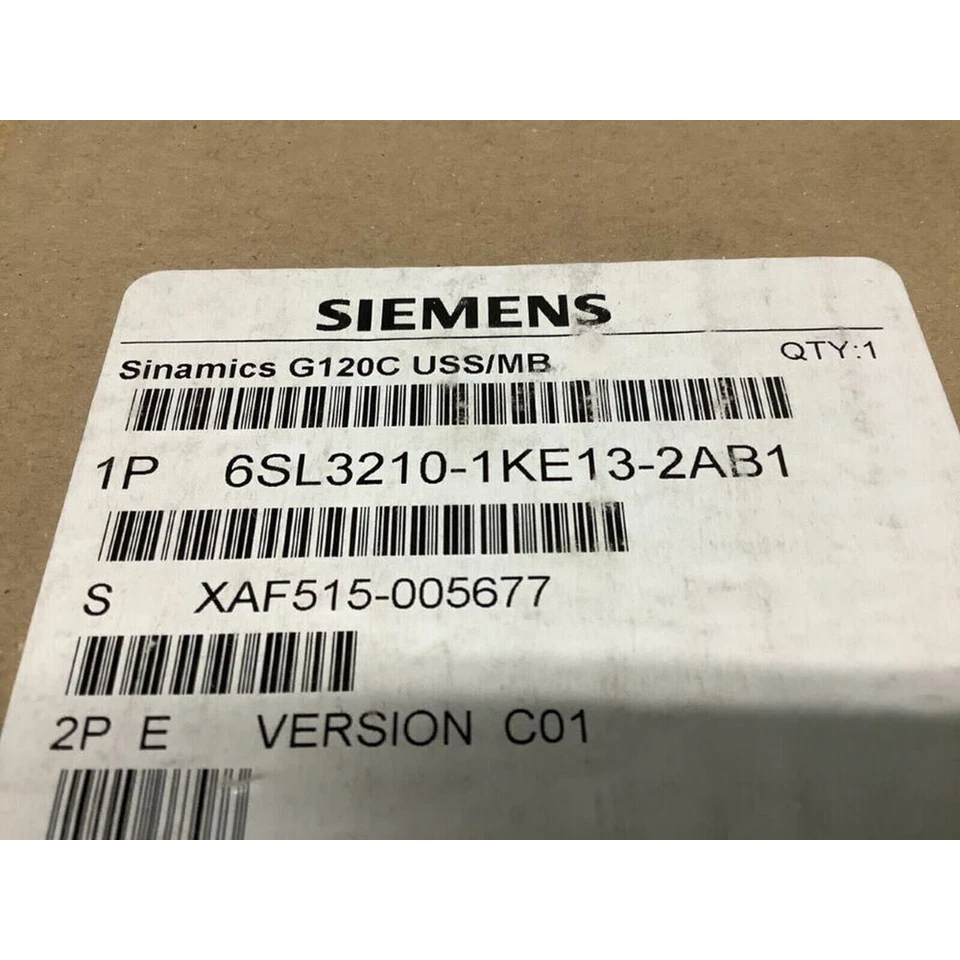 SIEMENS
Sinamics G120C USS/MB QTY:1
1P 6SL3210-1KE13-2AB1
S XAF515-005677
2P E VERSION C01